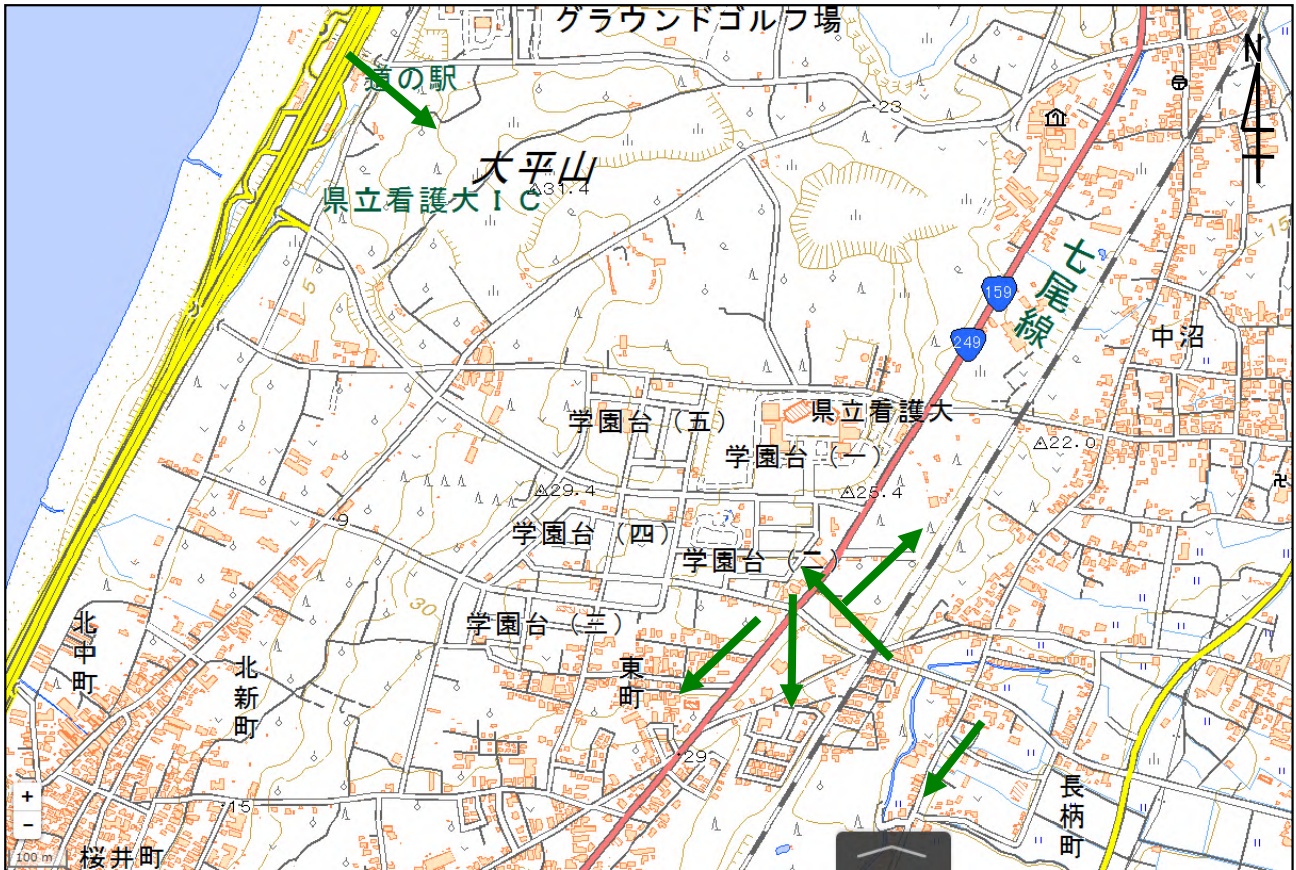 グラウンドゴルフ場
N
道の駅
23
大平山
31.4
県立看護大IC
15
5
七尾線
159
249
中沼
学園台(五)
県立看護大
学園台(一)
22.0
29.4
25.4
9
学園台(四)
学園台(二)
30
学園台(三)
北中町
北新町
東町
29
長柄町
+
-
15
100 m
桜井町